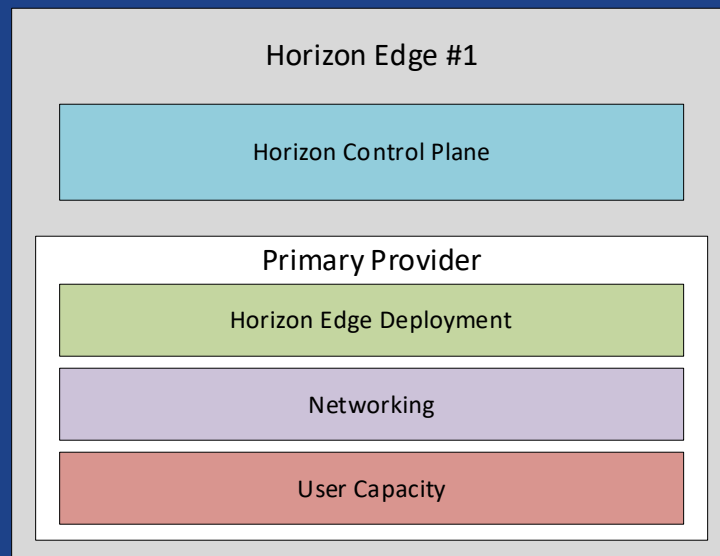 Horizon Edge #1
Horizon Control Plane
Primary Provider
Horizon Edge Deployment
Networking
User Capacity